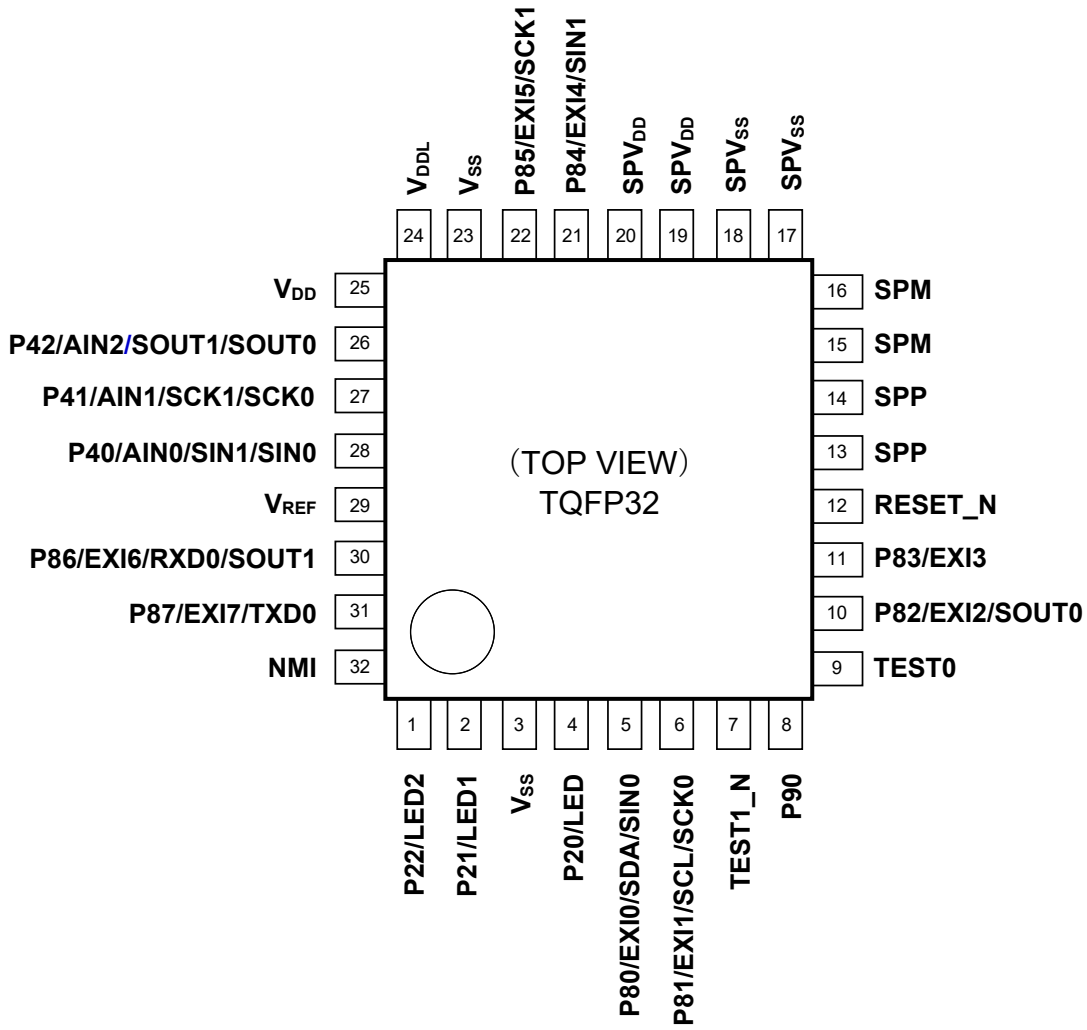 P85/EXI5/SCK1
P84/EXI4/SIN1
VDDL
VSS
SPVDD
SPVDD
SPVSS
SPVSS
24
23
22
21
20
19
18
17
VDD 25
P42/AIN2/SOUT1/SOUT0 26
P41/AIN1/SCK1/SCK0 27
P40/AIN0/SIN1/SIN0 28
VREF 29
P86/EXI6/RXD0/SOUT1 30
P87/EXI7/TXD0 31
NMI 32
(TOP VIEW)
TQFP32
16 SPM
15 SPM
14 SPP
13 SPP
12 RESET_N
11 P83/EXI3
10 P82/EXI2/SOUT0
9 TEST0
1
2
3
4
5
6
7
8
P22/LED2
P21/LED1
VSS
P20/LED
P80/EXI0/SDA/SIN0
P81/EXI1/SCL/SCK0
TEST1_N
P90